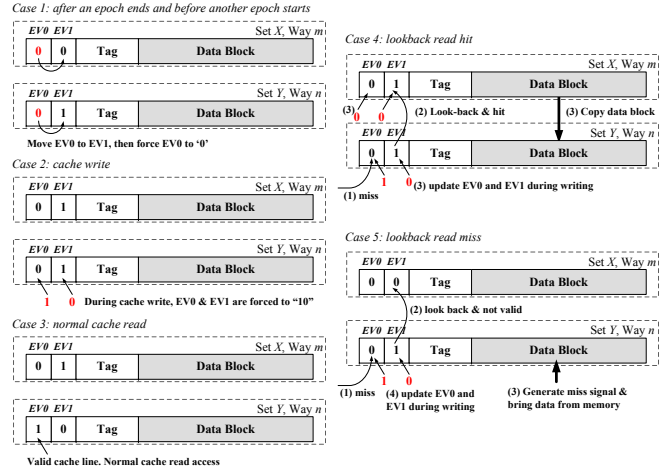 Case 1: after an epoch ends and before another epoch starts
EV0 EV1 Set X, Way m
0 0 Tag Data Block
EV0 EV1 Set Y, Way n
0 1 Tag Data Block
Move EV0 to EV1, then force EV0 to ‘0’
Case 2: cache write
EV0 EV1 Set X, Way m
0 1 Tag Data Block
EV0 EV1 Set Y, Way n
0 1 Tag Data Block
1 0 During cache write, EV0 & EV1 are forced to “10”
Case 3: normal cache read
EV0 EV1 Set X, Way m
0 1 Tag Data Block
EV0 EV1 Set Y, Way n
1 0 Tag Data Block
Valid cache line. Normal cache read access
Case 4: lookback read hit
EV0 EV1 Set X, Way m
0 1 Tag Data Block
(3) 0 0 (2) Look-back & hit (3) Copy data block
EV0 EV1 Set Y, Way n
0 1 Tag Data Block
1 0 (3) update EV0 and EV1 during writing
(1) miss
Case 5: lookback read miss
EV0 EV1 Set X, Way m
0 0 Tag Data Block
(2) look back & not valid
EV0 EV1 Set Y, Way n
0 1 Tag Data Block
1 0
(1) miss (4) update EV0 and
EV1 during writing
(3) Generate miss signal &
bring data from memory